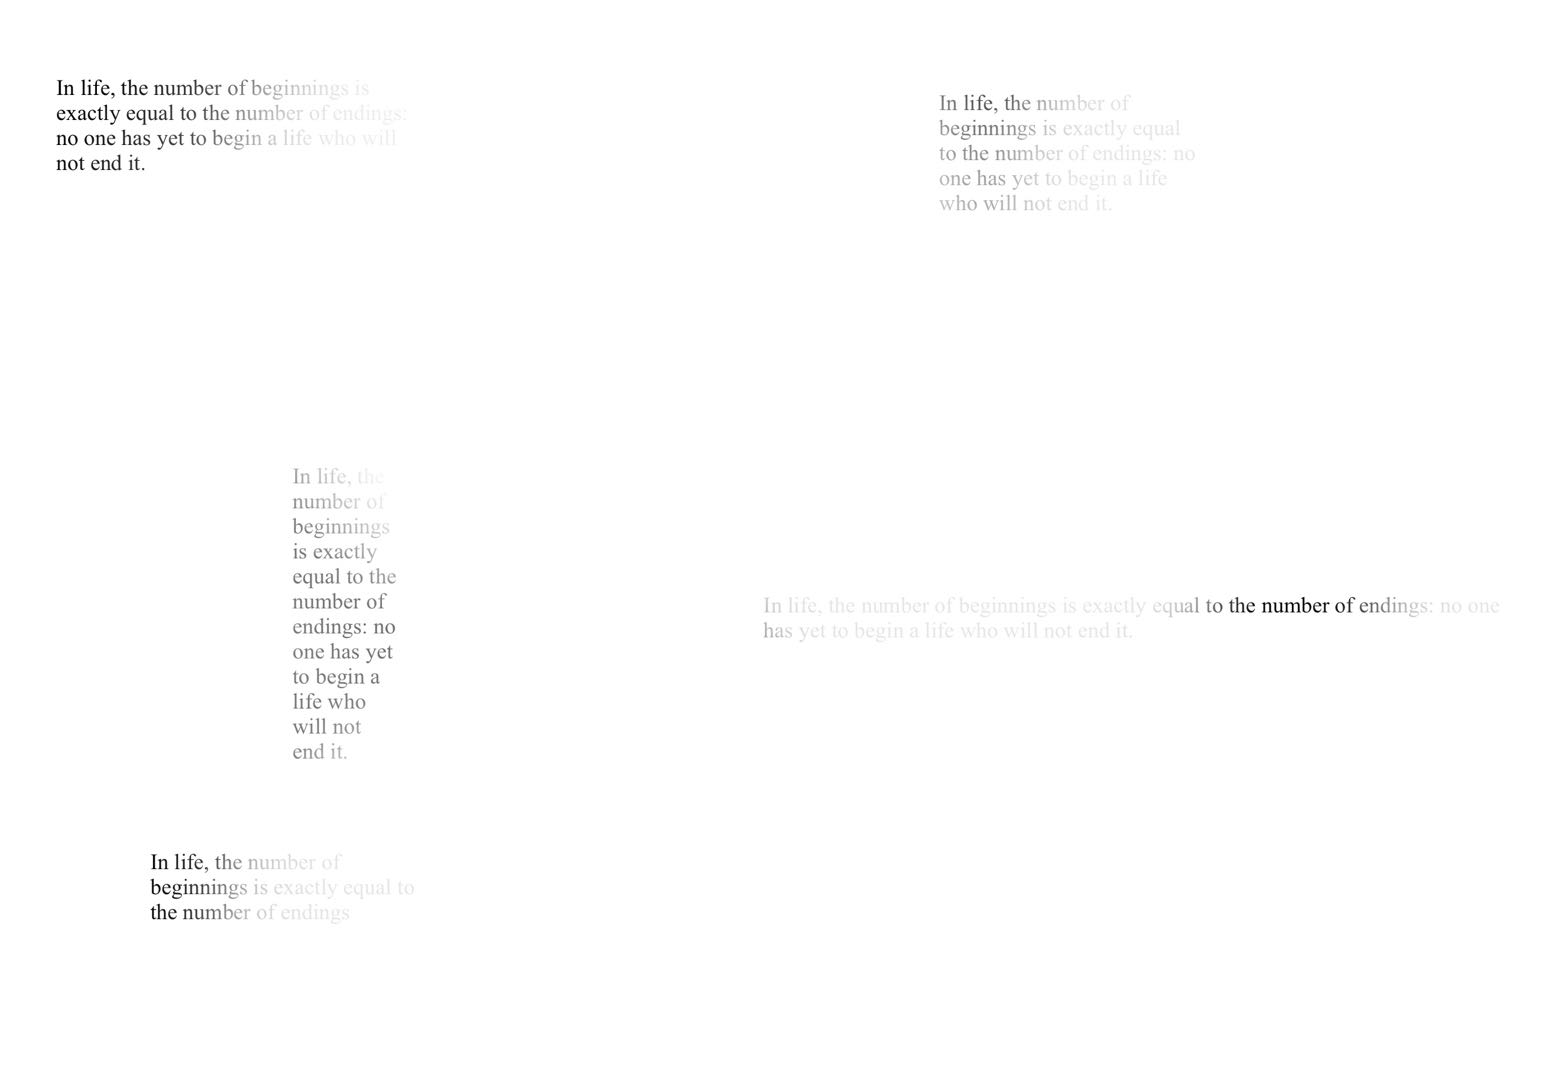 In life, the number of beginnings is
exactly equal to the number of endings:
no one has yet to begin a life who will
not end it.
In life, the number of
beginnings is exactly equal
to the number of endings: no
one has yet to begin a life
who will not end it.
In life, the
number of
beginnings
is exactly
equal to the
number of
endings: no
one has yet
to begin a
life who
will not
end it.
In life, the number of beginnings is exactly equal to the number of endings: no one
has yet to begin a life who will not end it.
In life, the number of
beginnings is exactly equal to
the number of endings